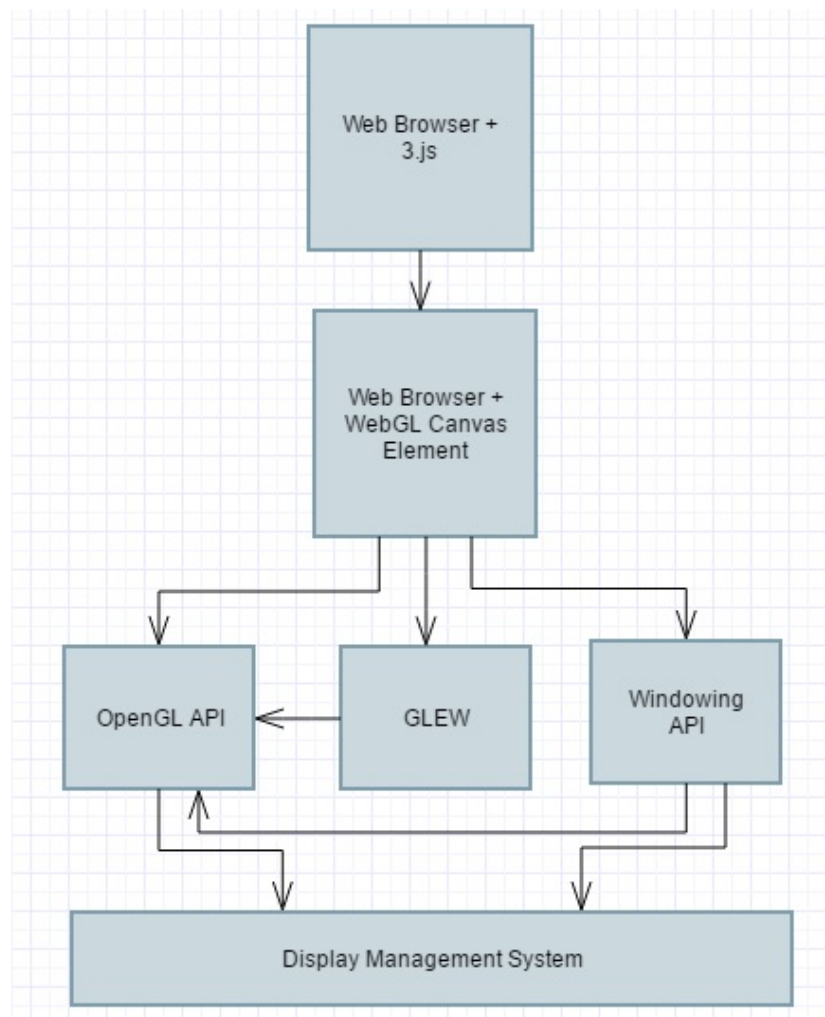 Web Browser +
3.js
Web Browser +
WebGL Canvas
Element
OpenGL API
GLEW
Windowing
API
Display Management System